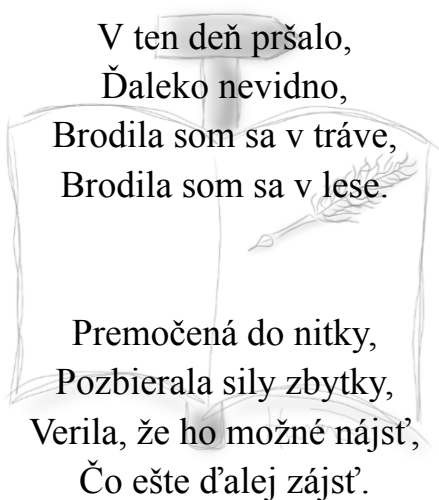 V ten deň pršalo,
Ďaleko nevidno,
Brodila som sa v tráve,
Brodila som sa v lese.
Premočená do nitky,
Pozbierala sily zbytky,
Verila, že ho možné nájsť,
Čo ešte ďalej zájsť.